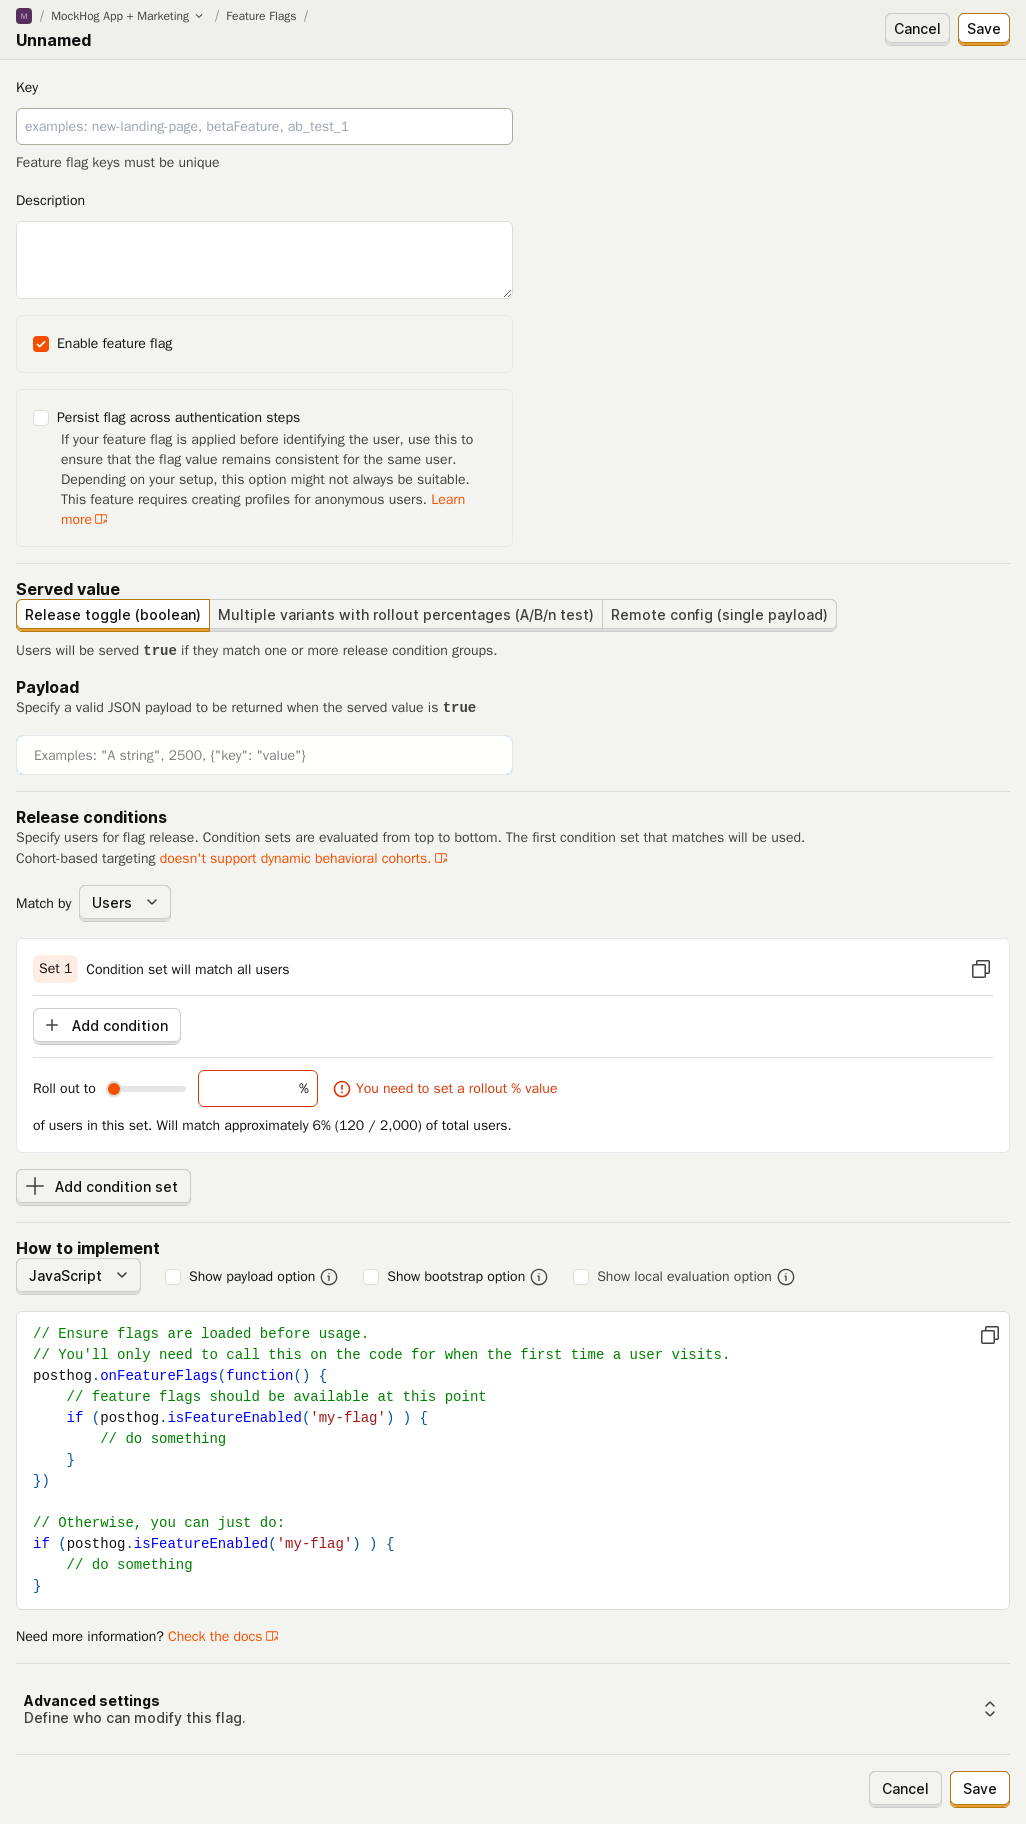 M / MockHog App + Marketing / Feature Flags /
Unnamed
Cancel Save
Key
examples: new-landing-page, betaFeature, ab_test_1
Feature flag keys must be unique
Description
Enable feature flag
Persist flag across authentication steps
If your feature flag is applied before identifying the user, use this to
ensure that the flag value remains consistent for the same user.
Depending on your setup, this option might not always be suitable.
This feature requires creating profiles for anonymous users. Learn
more
Served value
Release toggle (boolean) Multiple variants with rollout percentages (A/B/n test) Remote config (single payload)
Users will be served true if they match one or more release condition groups.
Payload
Specify a valid JSON payload to be returned when the served value is true
Examples: "A string", 2500, {"key": "value"}
Release conditions
Specify users for flag release. Condition sets are evaluated from top to bottom. The first condition set that matches will be used.
Cohort-based targeting doesn't support dynamic behavioral cohorts.
Match by Users
Set 1 Condition set will match all users
Add condition
Roll out to % You need to set a rollout % value
of users in this set. Will match approximately 6% (120 / 2,000) of total users.
Add condition set
How to implement
JavaScript Show payload option Show bootstrap option Show local evaluation option
// Ensure flags are loaded before usage.
// You'll only need to call this on the code for when the first time a user visits.
posthog.onFeatureFlags(function() {
    // feature flags should be available at this point
    if (posthog.isFeatureEnabled('my-flag') ) {
        // do something
    }
})
// Otherwise, you can just do:
if (posthog.isFeatureEnabled('my-flag') ) {
    // do something
}
Need more information? Check the docs
Advanced settings
Define who can modify this flag.
Cancel Save